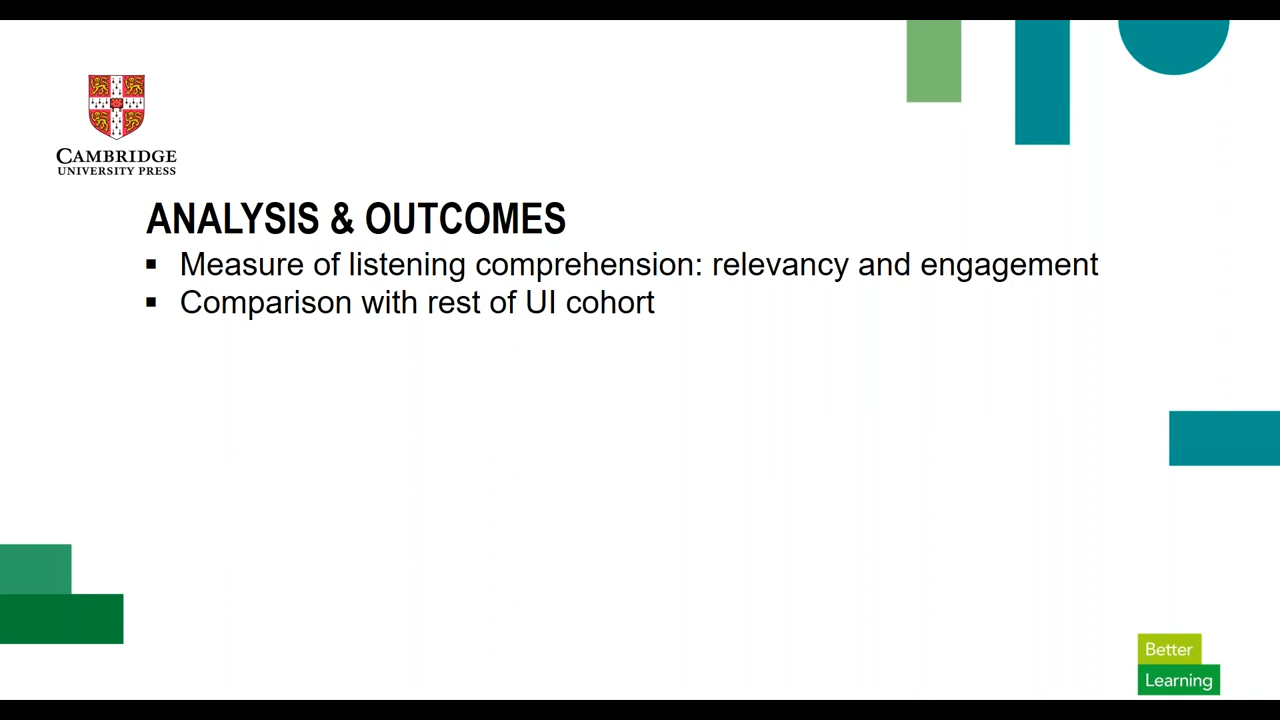 CAMBRIDGE
UNIVERSITY PRESS
ANALYSIS & OUTCOMES
▪ Measure of listening comprehension: relevancy and engagement
▪ Comparison with rest of UI cohort
Better
Learning